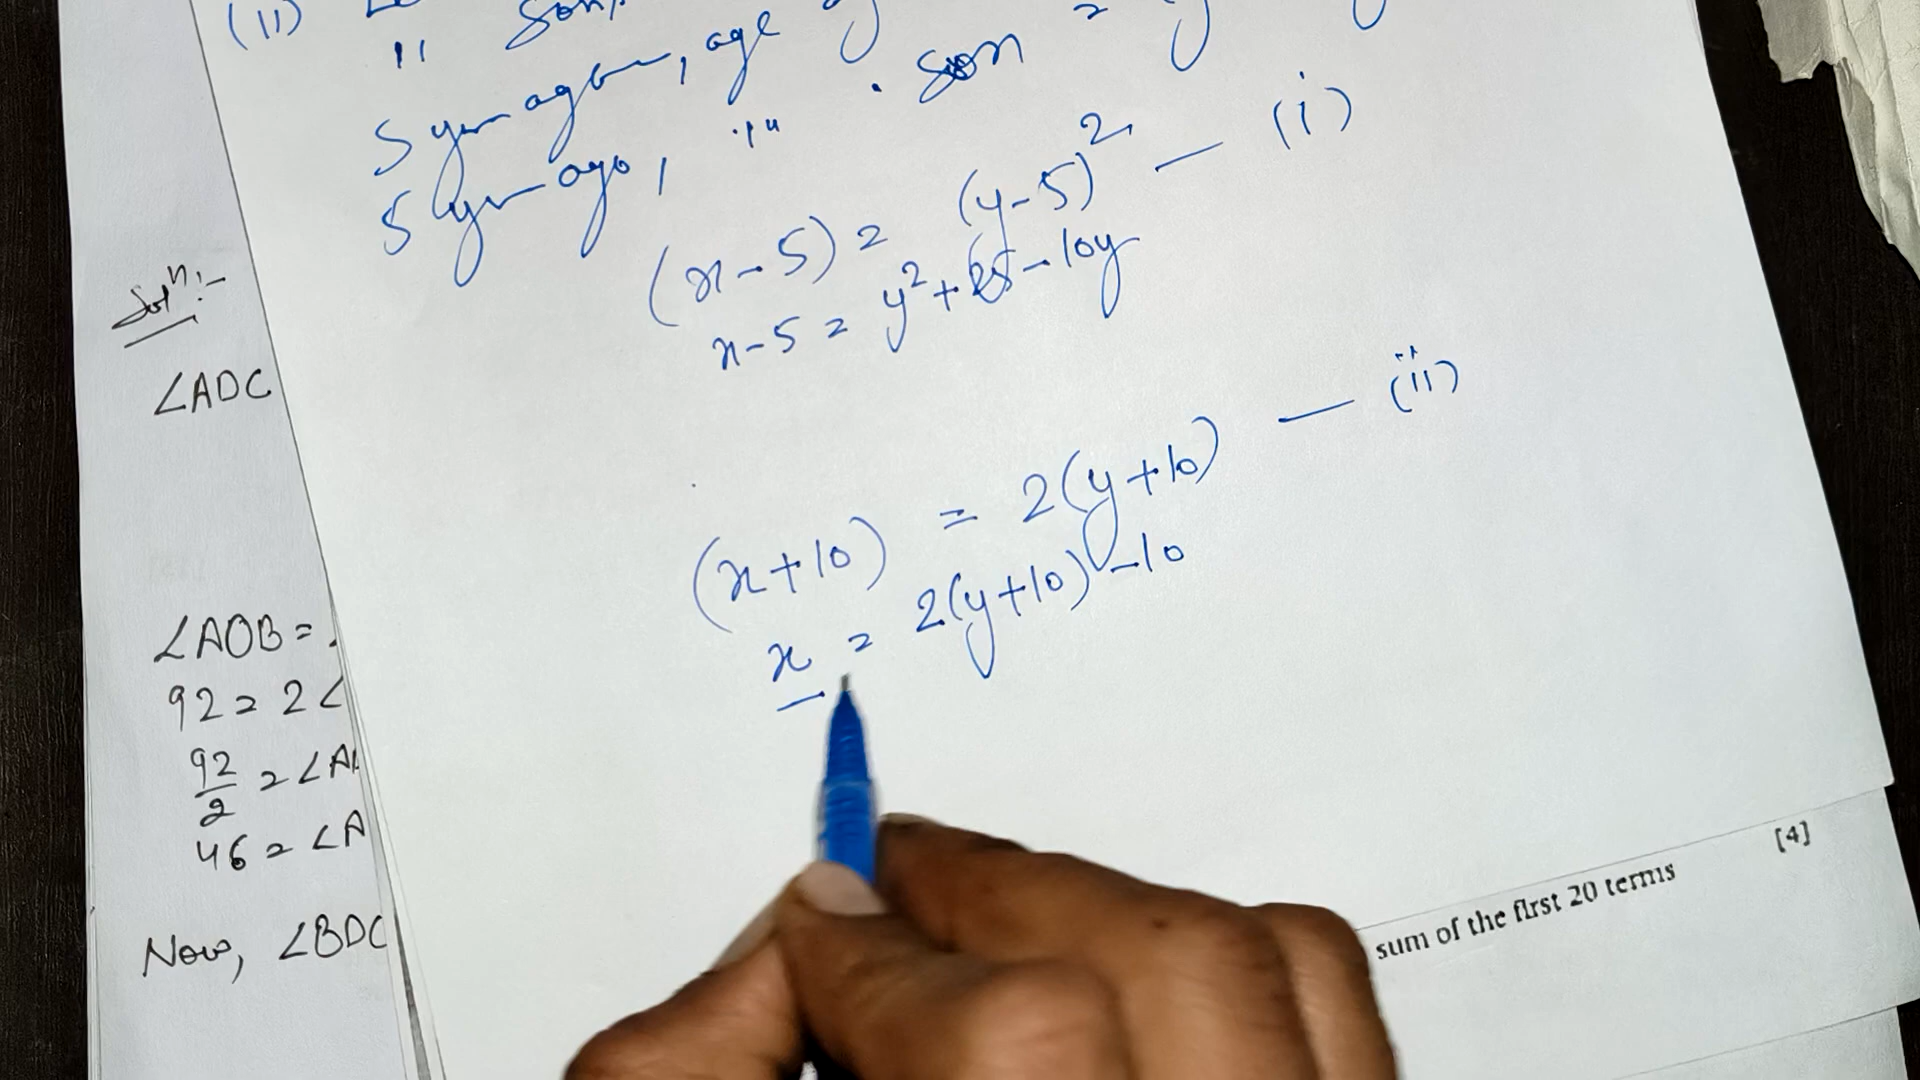 (ii)
" Son
5 yrs ago, age
5 yrs ago, " . Son =
(x-5) = (y-5)² — (i)
x-5 = y²+25-10y
(x+10) = 2(y+10) — (ii)
x = 2(y+10)-10
Solⁿ:-
∠ADC
∠AOB =
92 = 2∠
92/2 = ∠A
46 = ∠A
Now, ∠BDC
sum of the first 20 terms [4]